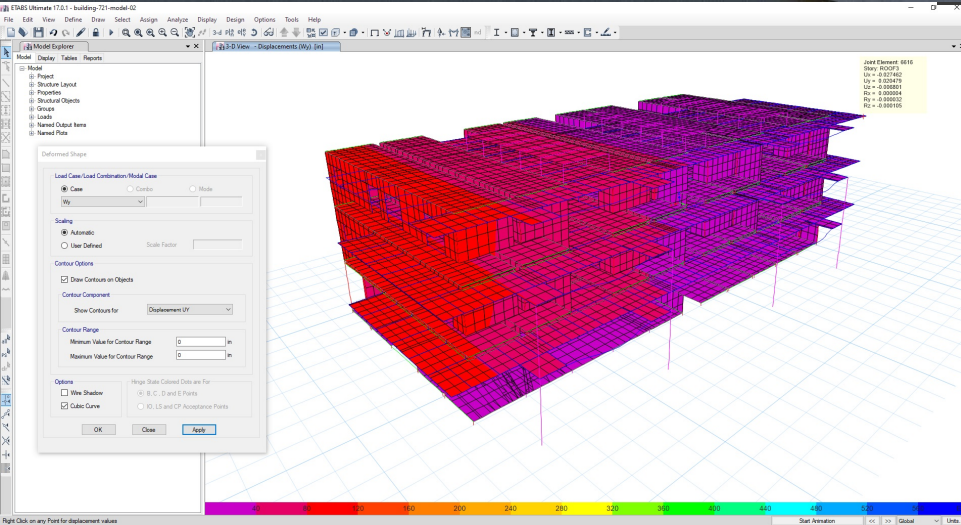 ETABS Ultimate 17.0.1 - building-721-model-02
File Edit View Define Draw Select Assign Analyze Display Design Options Tools Help
3-d
nd
Model Explorer
3-D View - Displacements (Wy) [in]
Model Display Tables Reports
Model
Project
Structure Layout
Properties
Structural Objects
Groups
Loads
Named Output Items
Named Plots
Joint Element: 6616
Story: ROOF3
Ux = -0.027462
Uy = 0.020479
Uz = -0.006801
Rx = -0.000004
Ry = -0.000032
Rz = -0.000105
Deformed Shape
Load Case/Load Combination/Modal Case
Case Combo Mode
Wy
Scaling
Automatic
User Defined Scale Factor
Contour Options
Draw Contours on Objects
Contour Component
Show Contours for Displacement UY
Contour Range
Minimum Value for Contour Range 0 in
Maximum Value for Contour Range 0 in
Options
Wire Shadow
Cubic Curve
Hinge State Colored Dots are For
B, C, D and E Points
IO, LS and CP Acceptance Points
OK Close Apply
40 80 120 160 200 240 280 320 360 400 440 480 520
Right Click on any Point for displacement values
Start Animation << >> Global Units